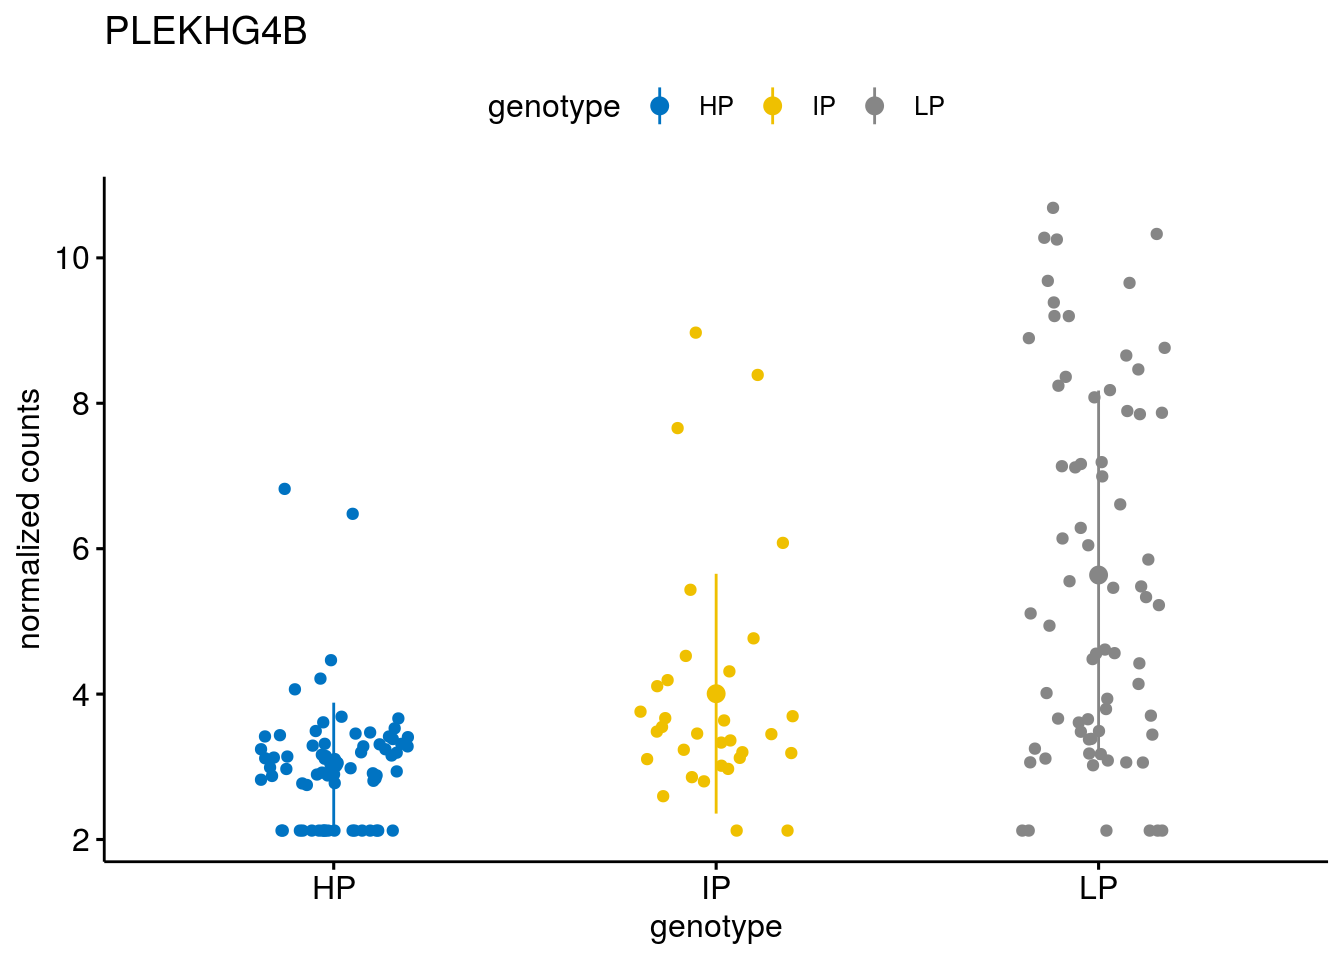 PLEKHG4B
genotype HP IP LP
10
8
6
4
2
normalized counts
HP IP LP
genotype